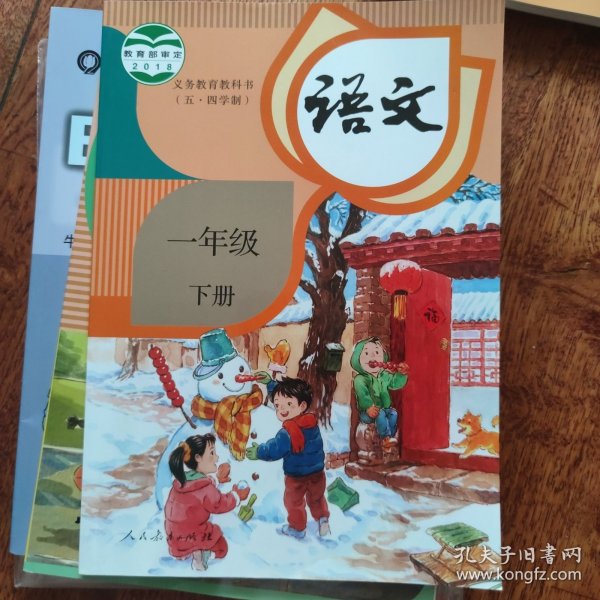 教育部审定
2018
义务教育教科书
（五·四学制）
语文
一年级
下册
福
人民教育出版社
孔夫子旧书网
www.kongfz.com